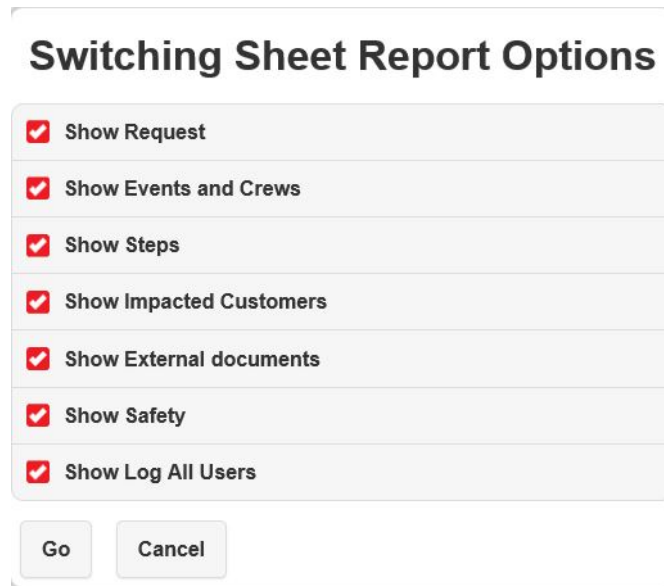 Switching Sheet Report Options
Show Request
Show Events and Crews
Show Steps
Show Impacted Customers
Show External documents
Show Safety
Show Log All Users
Go Cancel